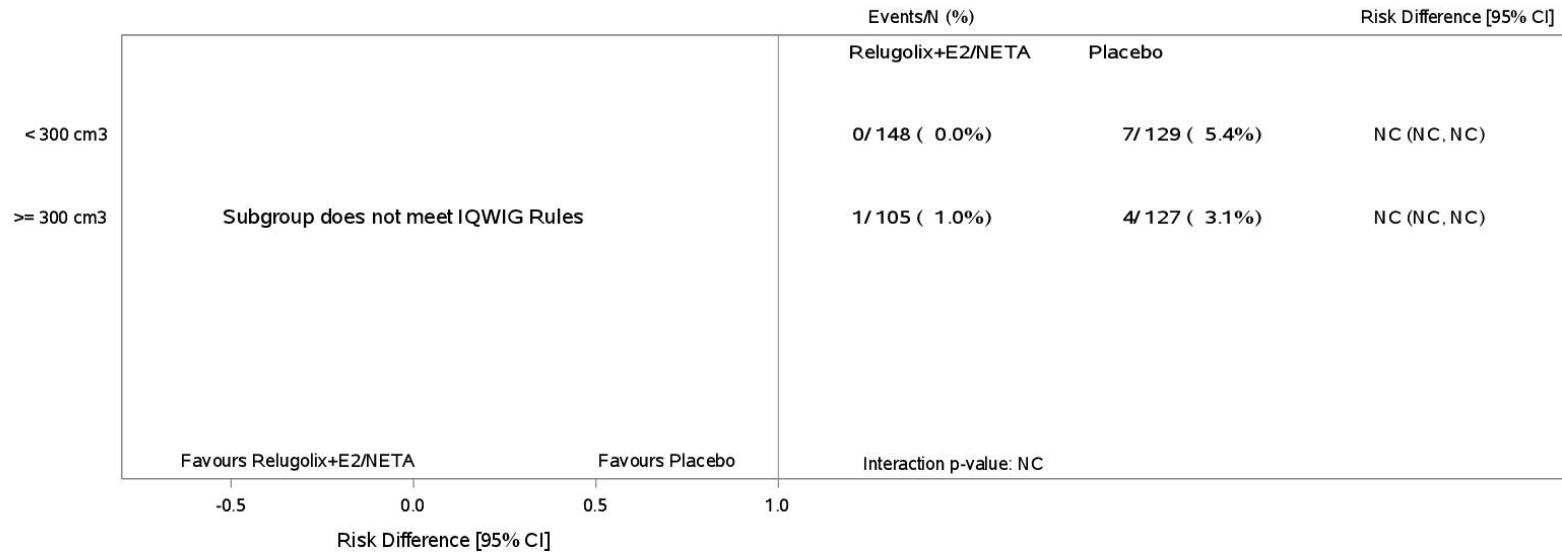 Events/N (%) Risk Difference [95% CI]
Relugolix+E2/NETA Placebo
< 300 cm3 0/ 148 ( 0.0%) 7/ 129 ( 5.4%) NC (NC, NC)
>= 300 cm3 Subgroup does not meet IQWIG Rules 1/ 105 ( 1.0%) 4/ 127 ( 3.1%) NC (NC, NC)
Favours Relugolix+E2/NETA Favours Placebo Interaction p-value: NC
-0.5 0.0 0.5 1.0
Risk Difference [95% CI]